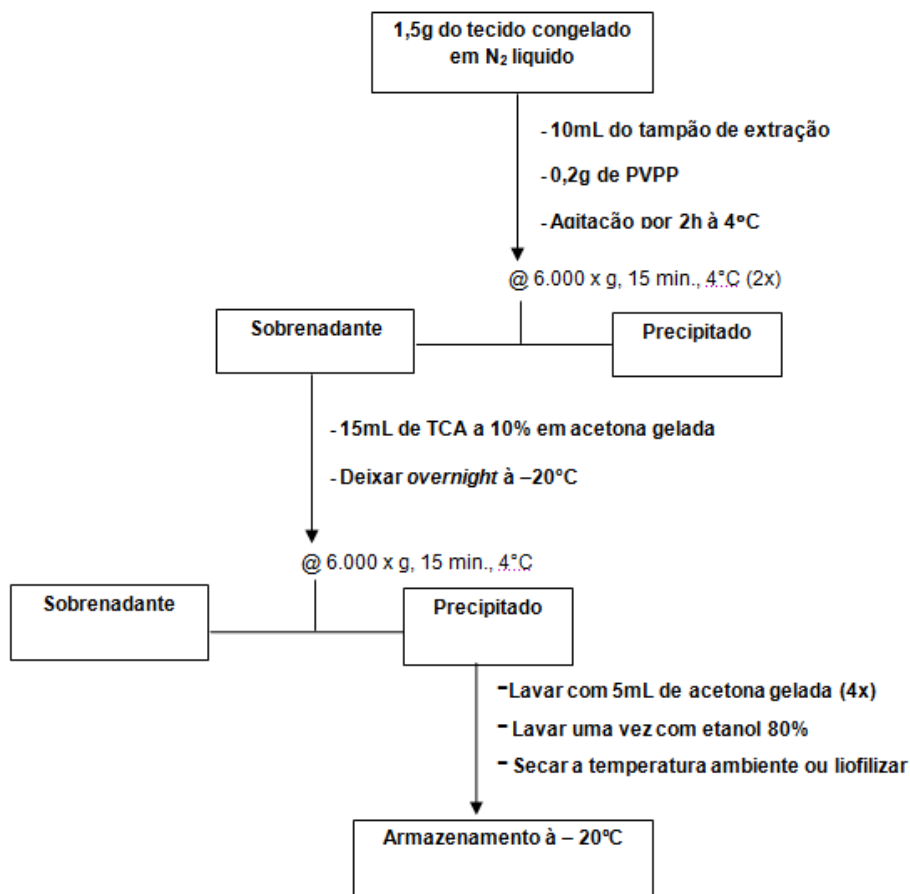 1,5g do tecido congelado
em N₂ liquido
- 10mL do tampão de extração
- 0,2g de PVPP
- Agitação por 2h à 4°C
@ 6.000 x g, 15 min., 4°C (2x)
Sobrenadante
Precipitado
- 15mL de TCA a 10% em acetona gelada
- Deixar overnight à –20°C
@ 6.000 x g, 15 min., 4°C
Sobrenadante
Precipitado
- Lavar com 5mL de acetona gelada (4x)
- Lavar uma vez com etanol 80%
- Secar a temperatura ambiente ou liofilizar
Armazenamento à – 20ºC